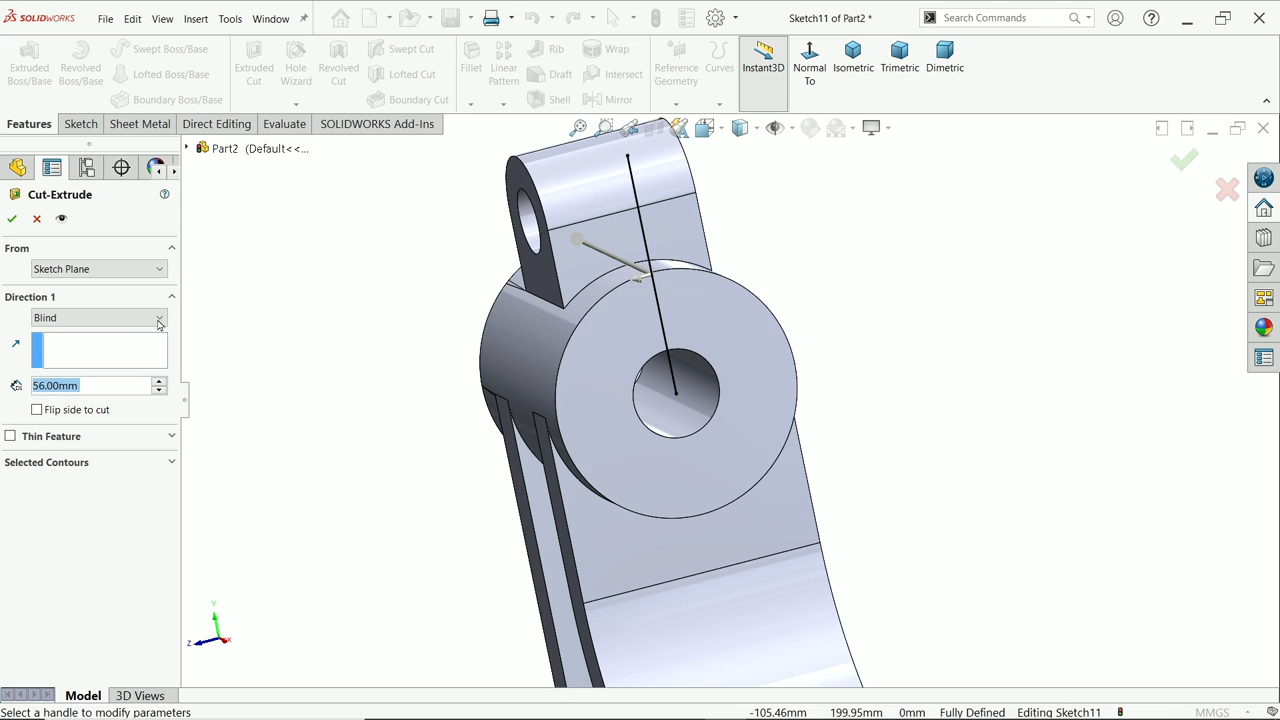 SOLIDWORKS
File
Edit
View
Insert
Tools
Window
Sketch11 of Part2 *
Search Commands
Extruded Boss/Base
Revolved Boss/Base
Swept Boss/Base
Lofted Boss/Base
Boundary Boss/Base
Extruded Cut
Hole Wizard
Revolved Cut
Swept Cut
Lofted Cut
Boundary Cut
Fillet
Linear Pattern
Rib
Draft
Shell
Wrap
Intersect
Mirror
Reference Geometry
Curves
Instant3D
Normal To
Isometric
Trimetric
Dimetric
Features
Sketch
Sheet Metal
Direct Editing
Evaluate
SOLIDWORKS Add-Ins
Part2 (Default<<...
Cut-Extrude
From
Sketch Plane
Direction 1
Blind
56.00mm
Flip side to cut
Thin Feature
Selected Contours
Y
Z
X
Model
3D Views
Select a handle to modify parameters
-105.46mm
199.95mm
0mm
Fully Defined
Editing Sketch11
MMGS